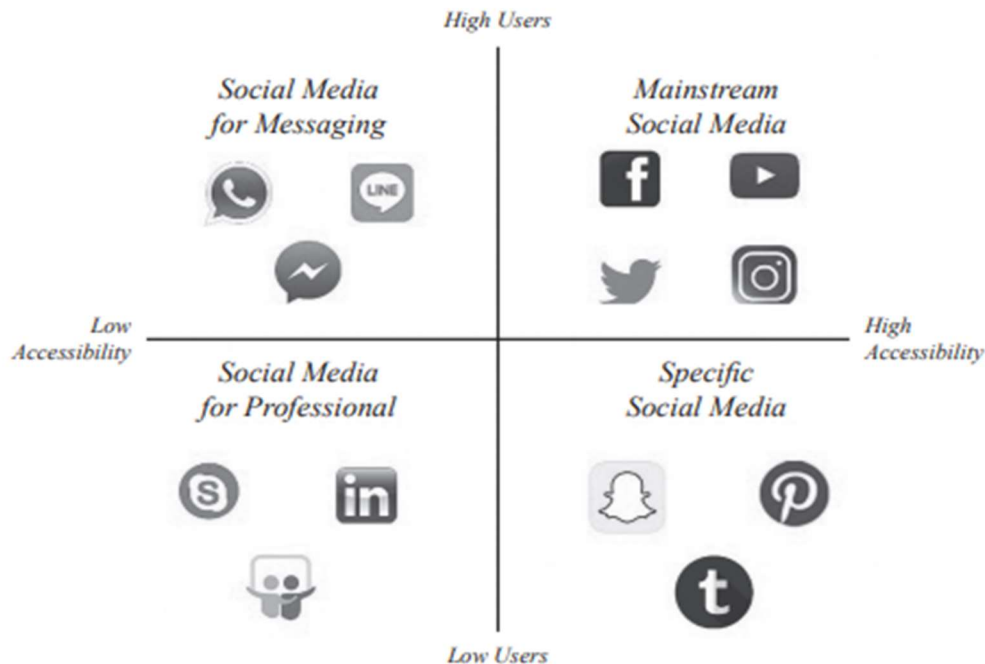 High Users
Social Media
for Messaging
Mainstream
Social Media
LINE
f
Low
Accessibility
High
Accessibility
Social Media
for Professional
Specific
Social Media
S
in
t
Low Users